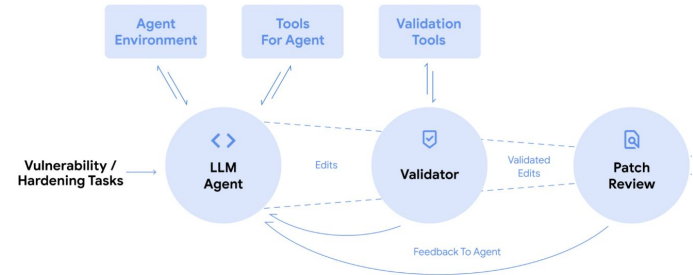 Agent
Environment
Tools
For Agent
Validation
Tools
Vulnerability /
Hardening Tasks
LLM
Agent
Edits
Validator
Validated
Edits
Patch
Review
Feedback To Agent